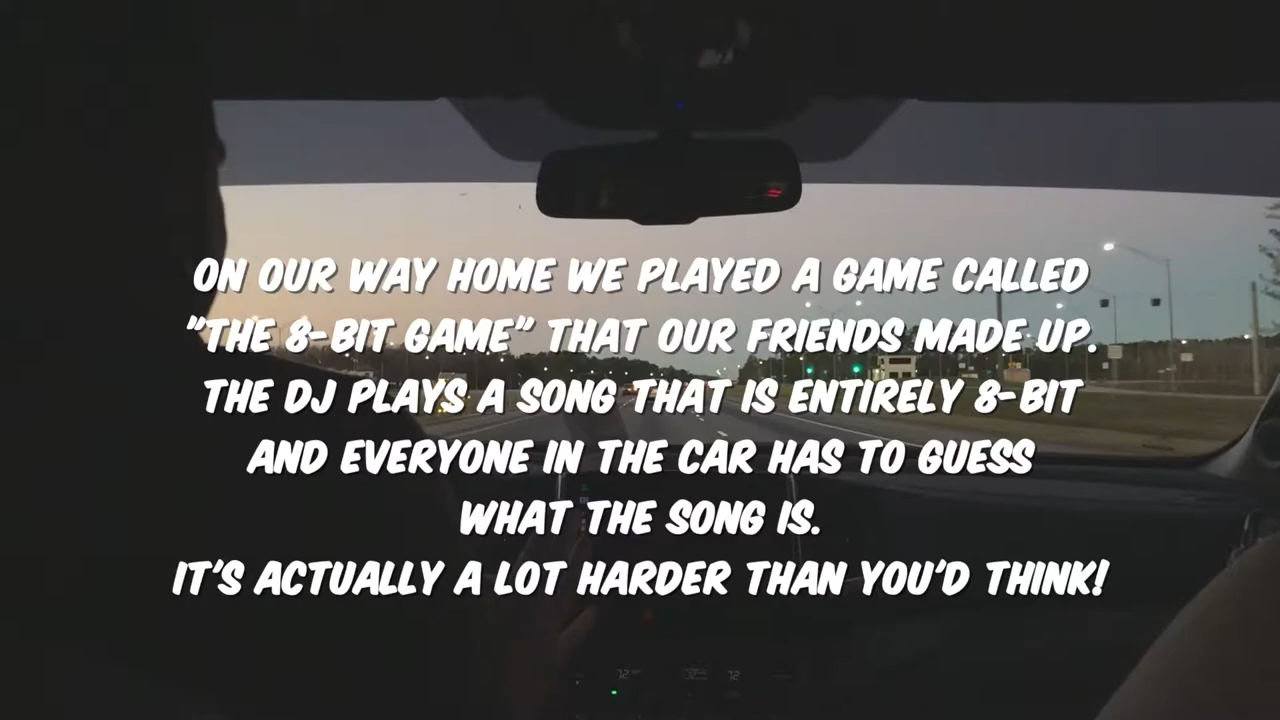 ON OUR WAY HOME WE PLAYED A GAME CALLED
"THE 8-BIT GAME" THAT OUR FRIENDS MADE UP.
THE DJ PLAYS A SONG THAT IS ENTIRELY 8-BIT
AND EVERYONE IN THE CAR HAS TO GUESS
WHAT THE SONG IS.
IT'S ACTUALLY A LOT HARDER THAN YOU'D THINK!
72
72